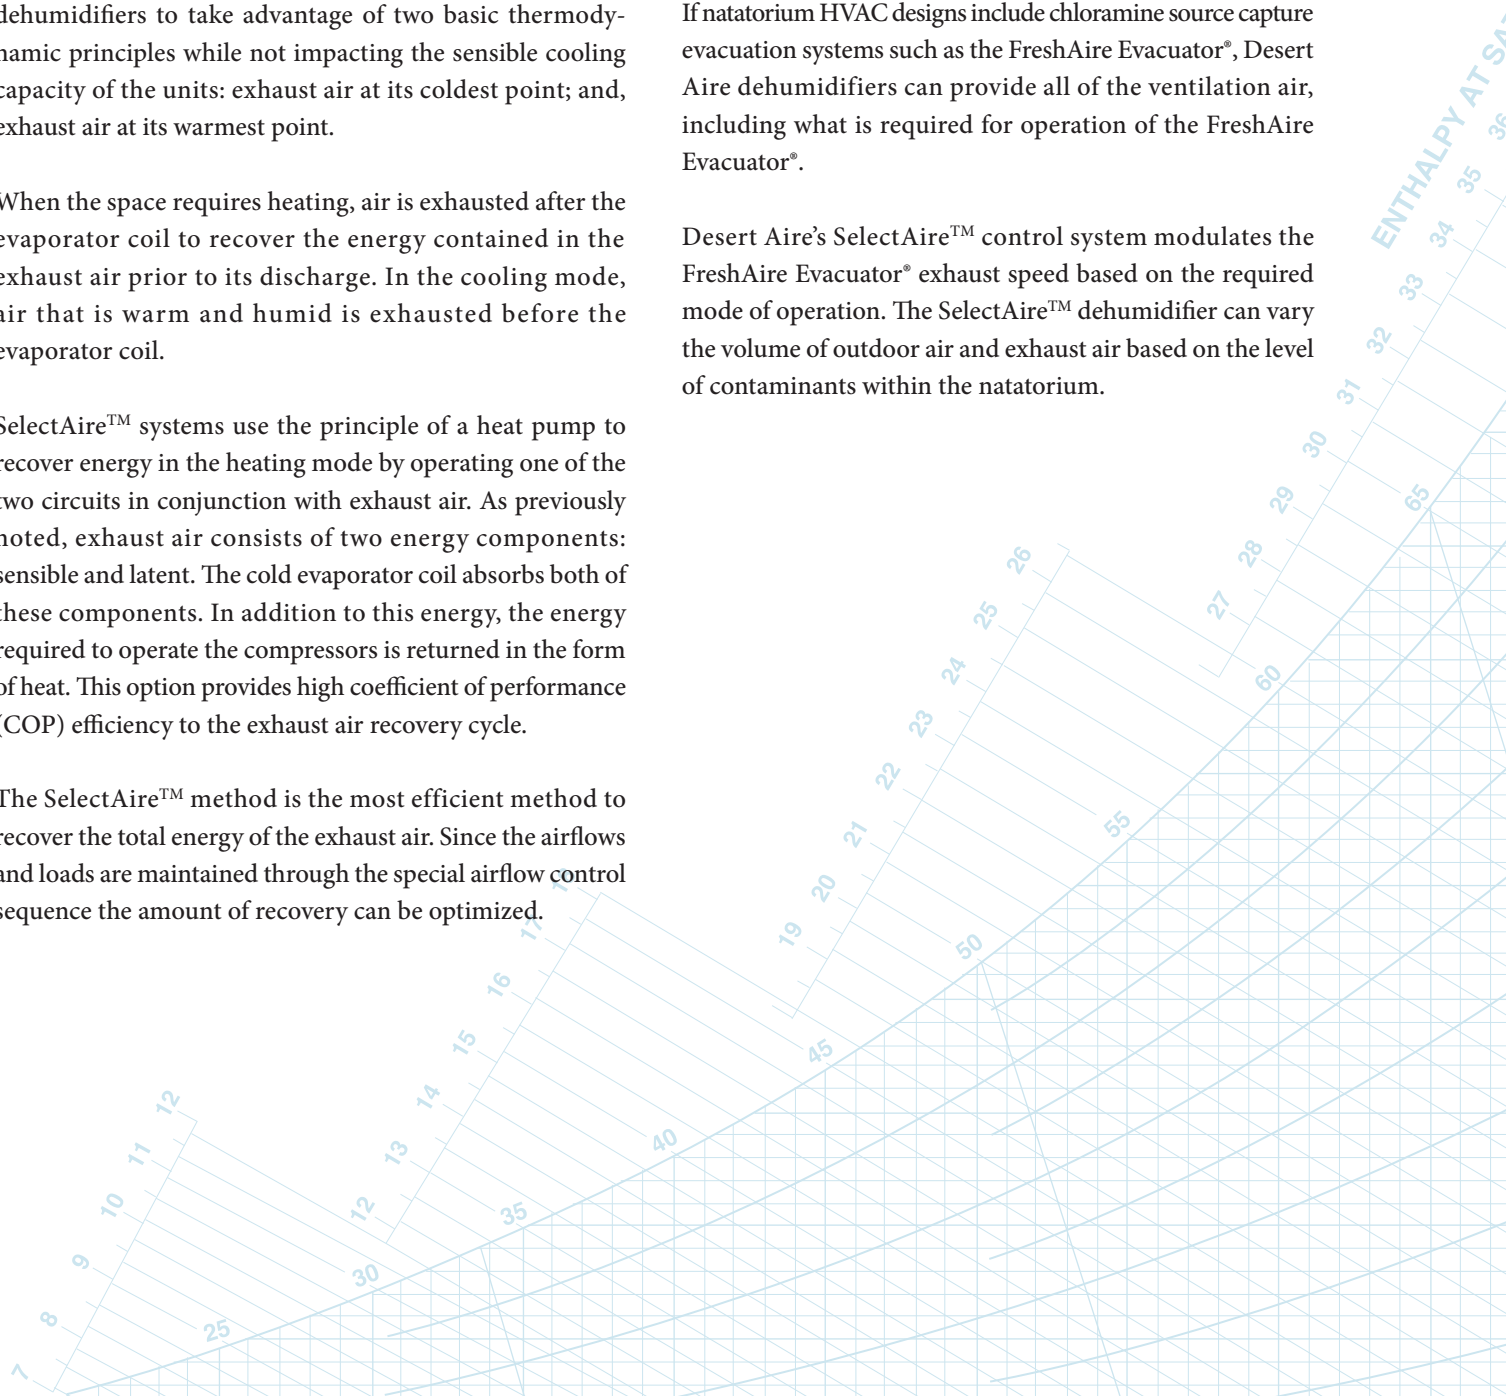 dehumidifiers to take advantage of two basic thermody-
namic principles while not impacting the sensible cooling
capacity of the units: exhaust air at its coldest point; and,
exhaust air at its warmest point.
When the space requires heating, air is exhausted after the
evaporator coil to recover the energy contained in the
exhaust air prior to its discharge. In the cooling mode,
air that is warm and humid is exhausted before the
evaporator coil.
SelectAire™ systems use the principle of a heat pump to
recover energy in the heating mode by operating one of the
two circuits in conjunction with exhaust air. As previously
noted, exhaust air consists of two energy components:
sensible and latent. The cold evaporator coil absorbs both of
these components. In addition to this energy, the energy
required to operate the compressors is returned in the form
of heat. This option provides high coefficient of performance
(COP) efficiency to the exhaust air recovery cycle.
The SelectAire™ method is the most efficient method to
recover the total energy of the exhaust air. Since the airflows
and loads are maintained through the special airflow control
sequence the amount of recovery can be optimized.
If natatorium HVAC designs include chloramine source capture
evacuation systems such as the FreshAire Evacuator®, Desert
Aire dehumidifiers can provide all of the ventilation air,
including what is required for operation of the FreshAire
Evacuator®.
Desert Aire’s SelectAire™ control system modulates the
FreshAire Evacuator® exhaust speed based on the required
mode of operation. The SelectAire™ dehumidifier can vary
the volume of outdoor air and exhaust air based on the level
of contaminants within the natatorium.
ENTHALPY AT
7
8
9
10
11
12
12
13
14
15
16
17
18
19
20
21
22
23
24
25
26
27
28
29
30
31
32
33
34
35
36
25
30
35
40
45
50
55
60
65